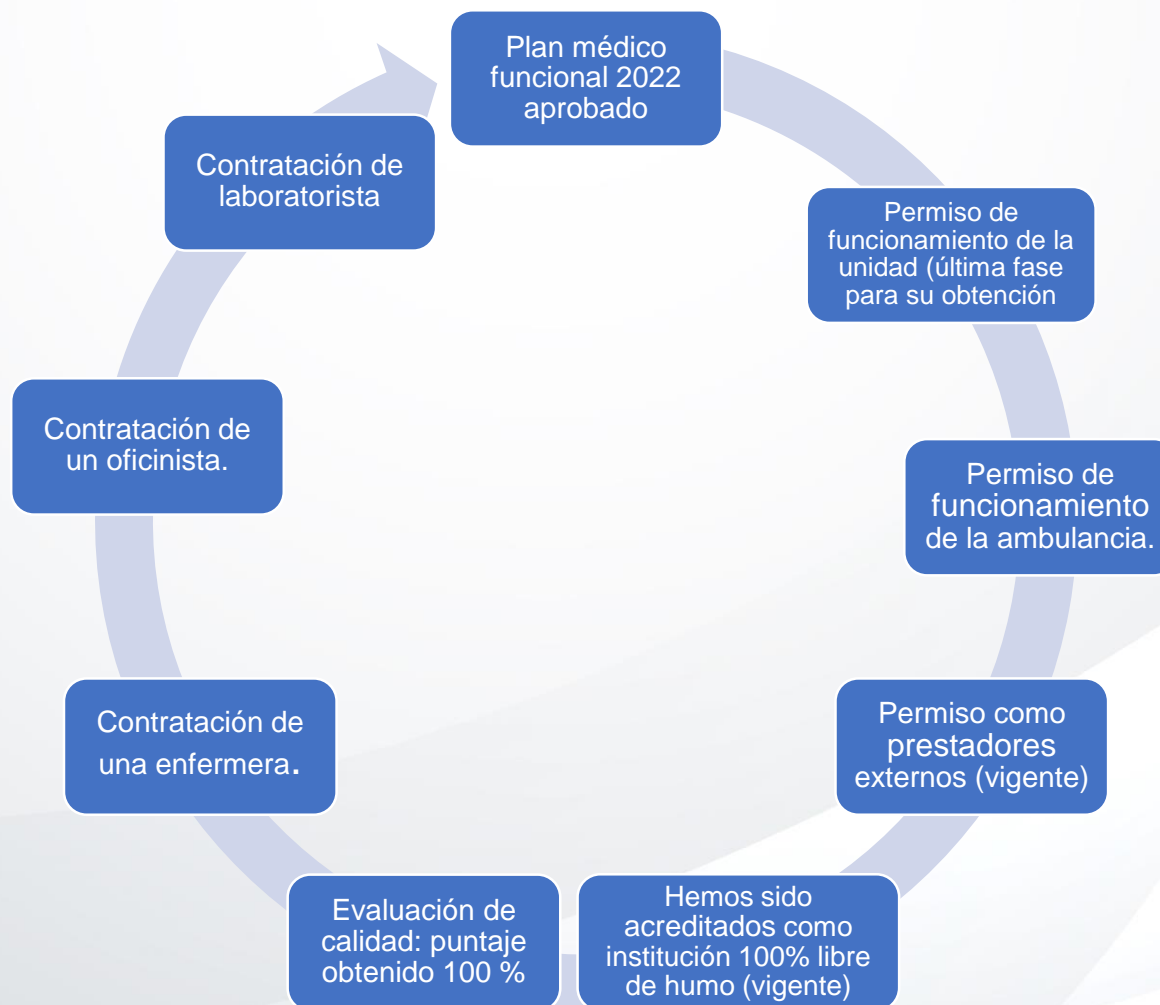 Plan médico
funcional 2022
aprobado
Permiso de
funcionamiento de la
unidad (última fase
para su obtención
Permiso de
funcionamiento
de la ambulancia.
Permiso como
prestadores
externos (vigente)
Hemos sido
acreditados como
institución 100% libre
de humo (vigente)
Evaluación de
calidad: puntaje
obtenido 100 %
Contratación de
una enfermera.
Contratación de
un oficinista.
Contratación de
laboratorista